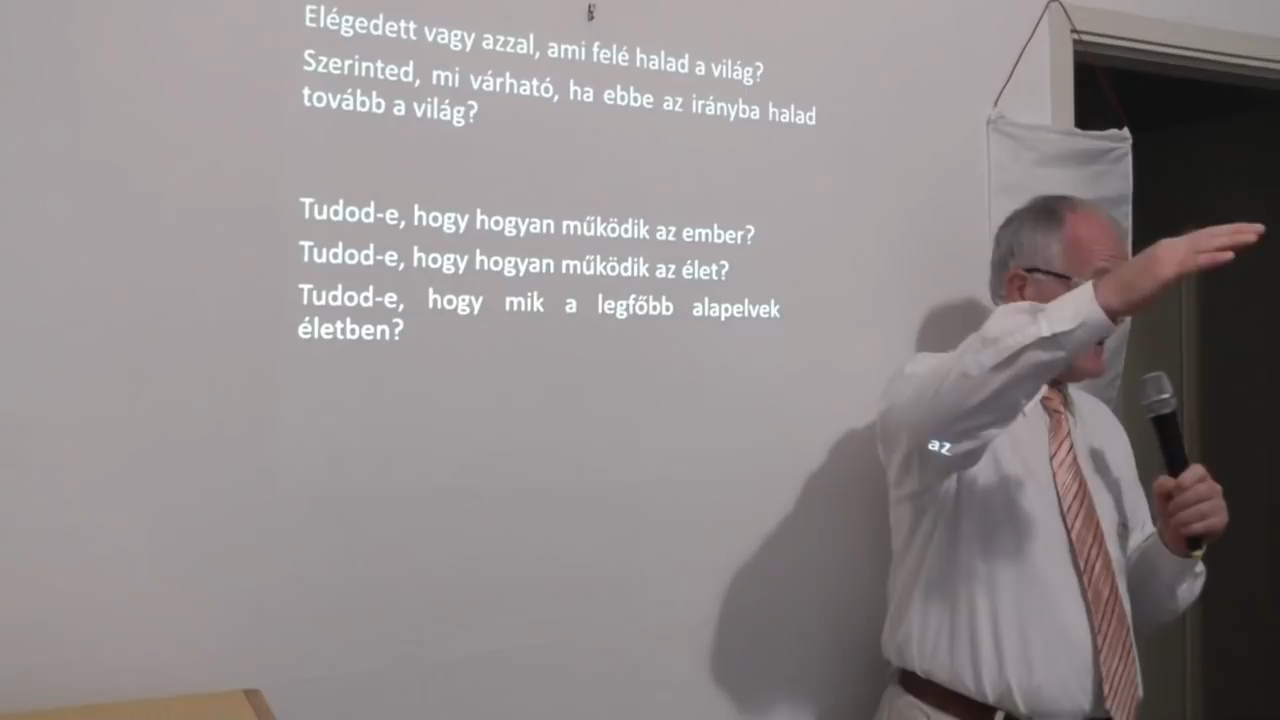 Elégedett vagy azzal, ami felé halad a világ?
Szerinted, mi várható, ha ebbe az irányba halad
tovább a világ?
Tudod-e, hogy hogyan működik az ember?
Tudod-e, hogy hogyan működik az élet?
Tudod-e, hogy mik a legfőbb alapelvek az
életben?